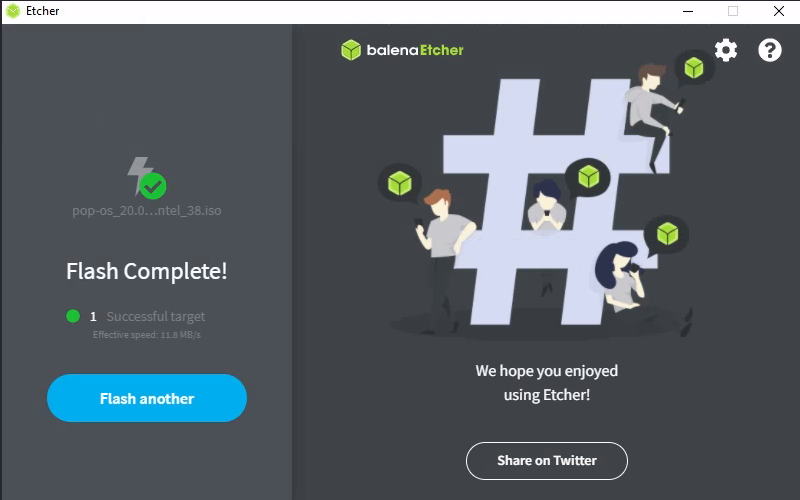 Etcher
balenaEtcher
pop-os_20.0...ntel_38.iso
Flash Complete!
1 Successful target
Effective speed: 11.8 MB/s
Flash another
We hope you enjoyed
using Etcher!
Share on Twitter